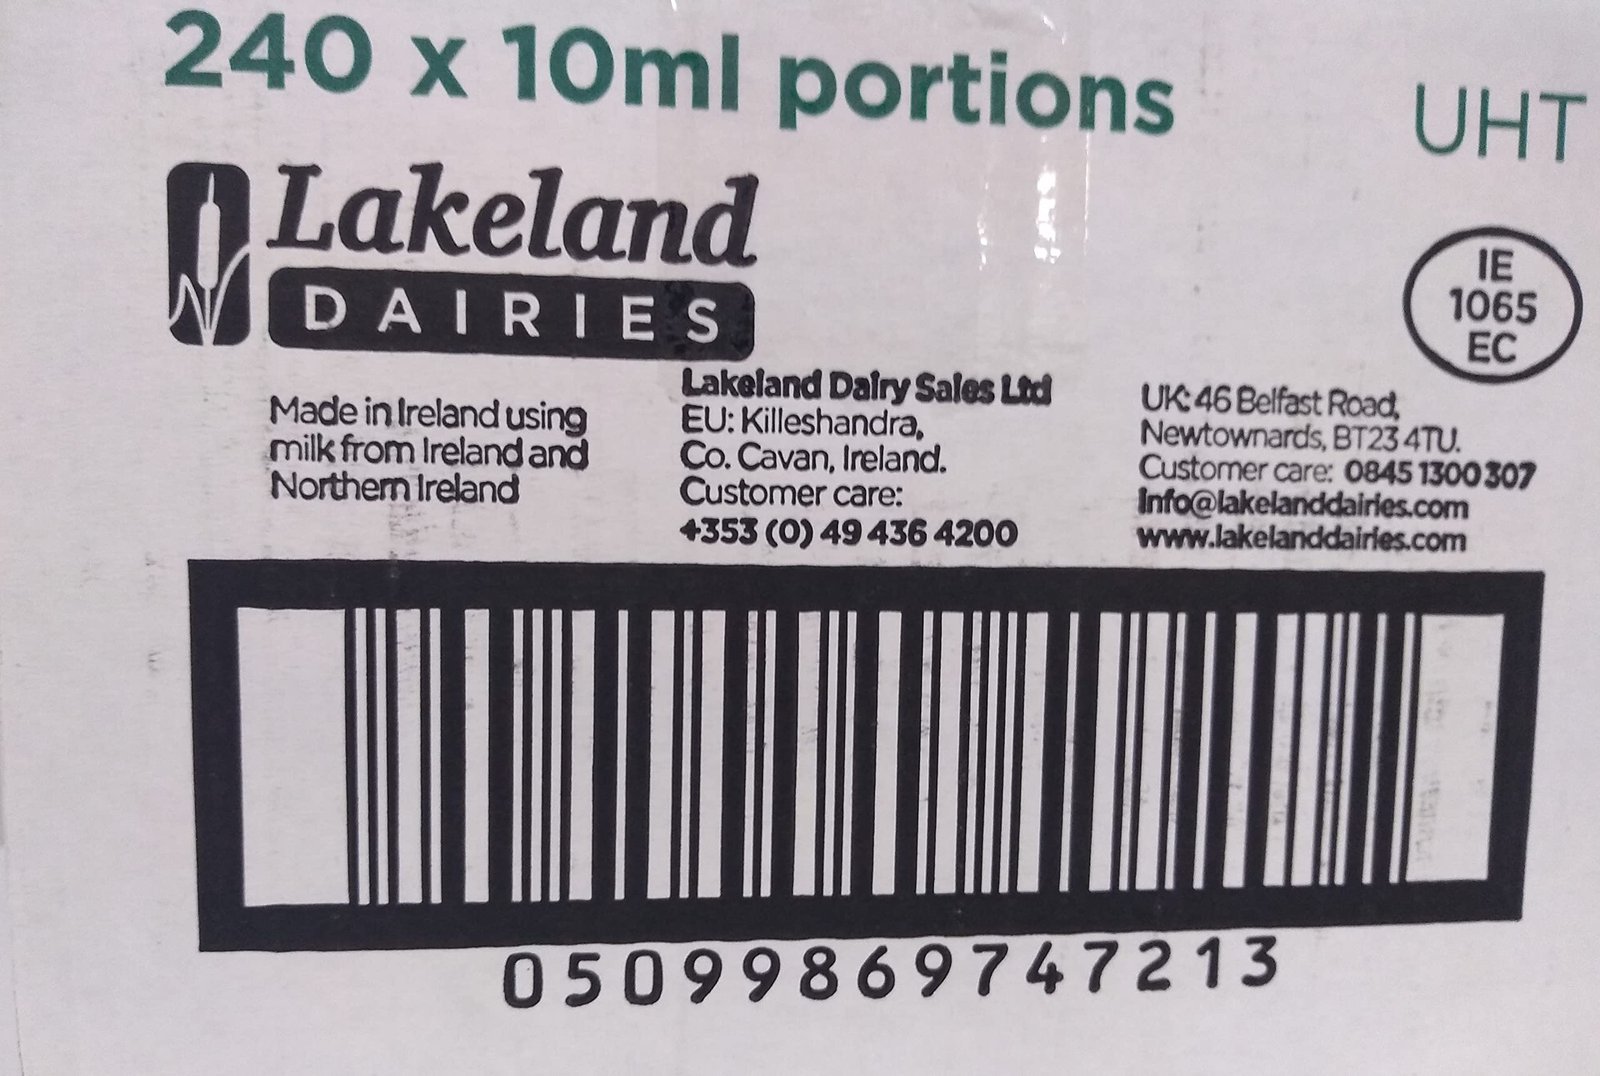 240 x 10ml portions
UHT
Lakeland
DAIRIES
IE
1065
EC
Made in Ireland using
milk from Ireland and
Northern Ireland
Lakeland Dairy Sales Ltd
EU: Killeshandra,
Co. Cavan, Ireland.
Customer care:
+353 (0) 49 436 4200
UK: 46 Belfast Road,
Newtownards, BT23 4TU.
Customer care: 0845 1300 307
Info@lakelanddairies.com
www.lakelanddairies.com
05099869747213